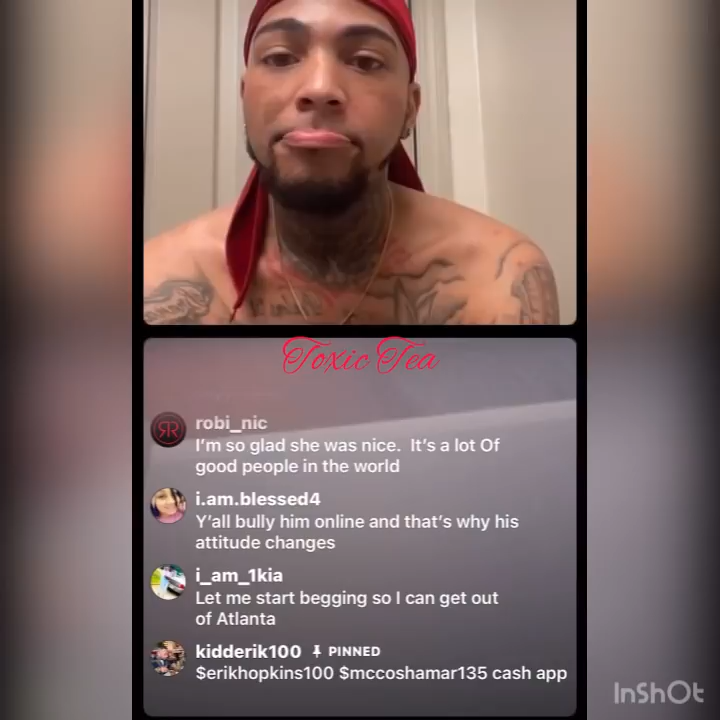 Toxic Tea
robi_nic
I'm so glad she was nice. It's a lot Of
good people in the world
i.am.blessed4
Y'all bully him online and that's why his
attitude changes
i_am_1kia
Let me start begging so I can get out
of Atlanta
kidderik100 PINNED
$erikhopkins100 $mccoshamar135 cash app
InShOt